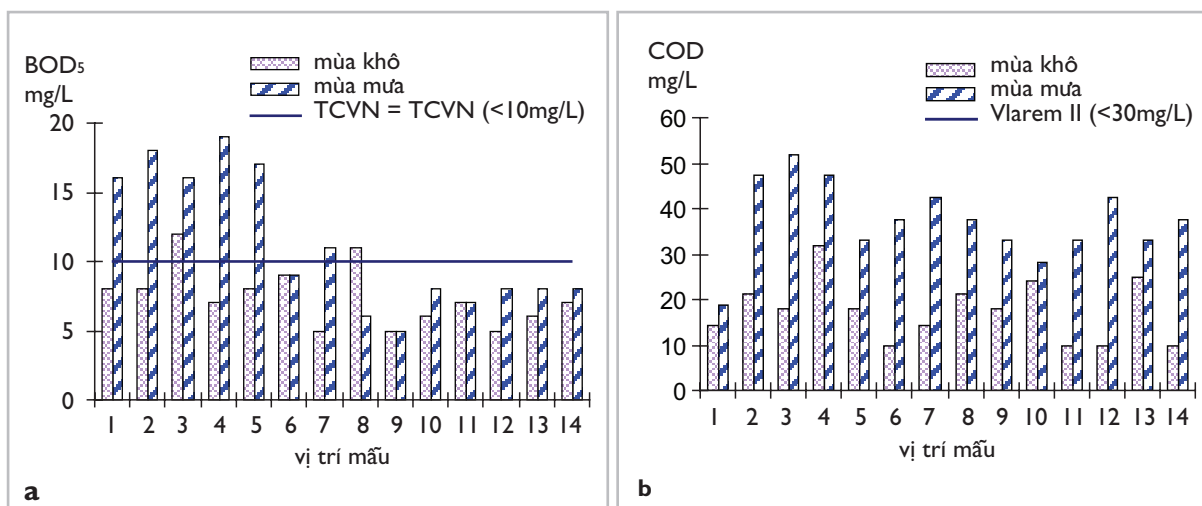 BOD₅
mg/L
mùa khô
mùa mưa
TCVN = TCVN (<10mg/L)
20
15
10
5
0
1 2 3 4 5 6 7 8 9 10 11 12 13 14
vị trí mẫu
a
COD
mg/L
mùa khô
mùa mưa
Vlarem II (<30mg/L)
60
50
40
30
20
10
0
1 2 3 4 5 6 7 8 9 10 11 12 13 14
vị trí mẫu
b